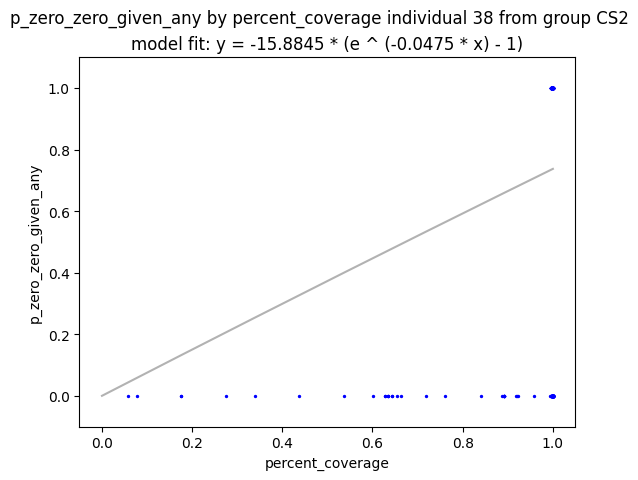 p_zero_zero_given_any by percent_coverage individual 38 from group CS2
model fit: y = -15.8845 * (e ^ (-0.0475 * x) - 1)
1.0
0.8
0.6
0.4
0.2
0.0
p_zero_zero_given_any
0.0 0.2 0.4 0.6 0.8 1.0
percent_coverage